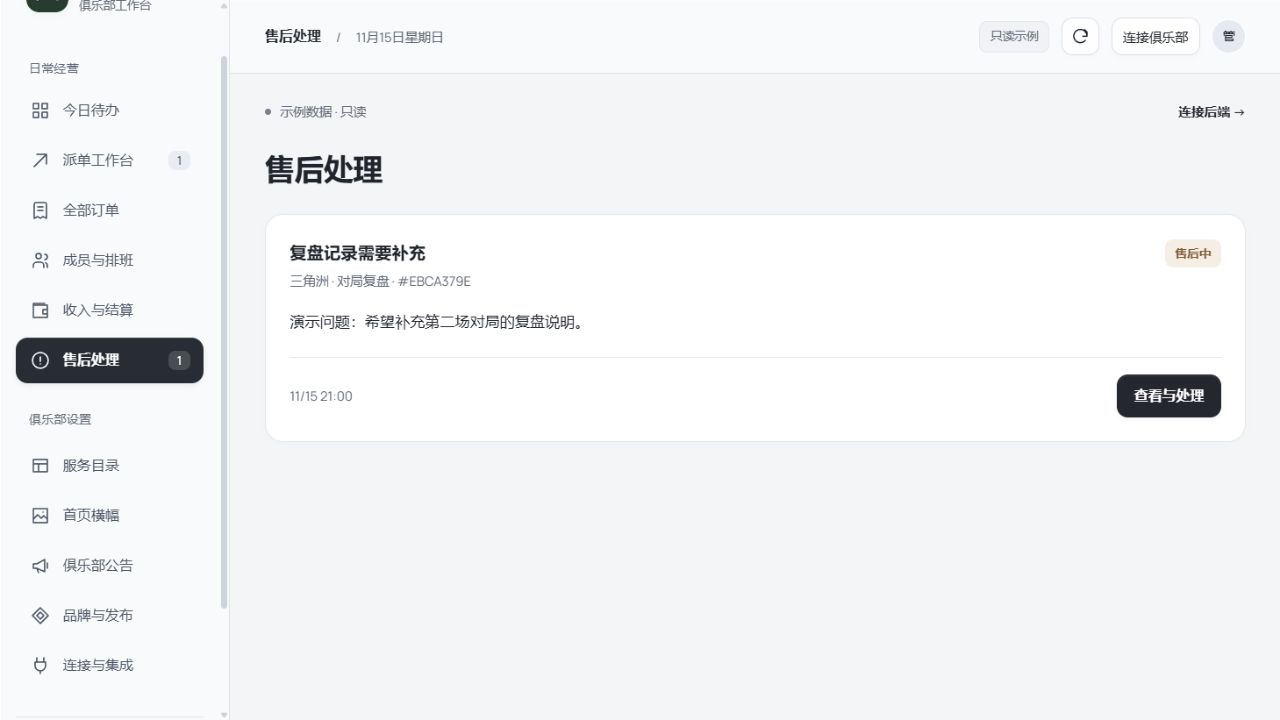 俱乐部工作台
日常经营
今日待办
派单工作台 1
全部订单
成员与排班
收入与结算
售后处理 1
俱乐部设置
服务目录
首页横幅
俱乐部公告
品牌与发布
连接与集成
售后处理 / 11月15日星期日
只读示例
连接俱乐部
管
示例数据 · 只读
连接后端 →
售后处理
复盘记录需要补充
售后中
三角洲 · 对局复盘 · #EBCA379E
演示问题：希望补充第二场对局的复盘说明。
11/15 21:00
查看与处理